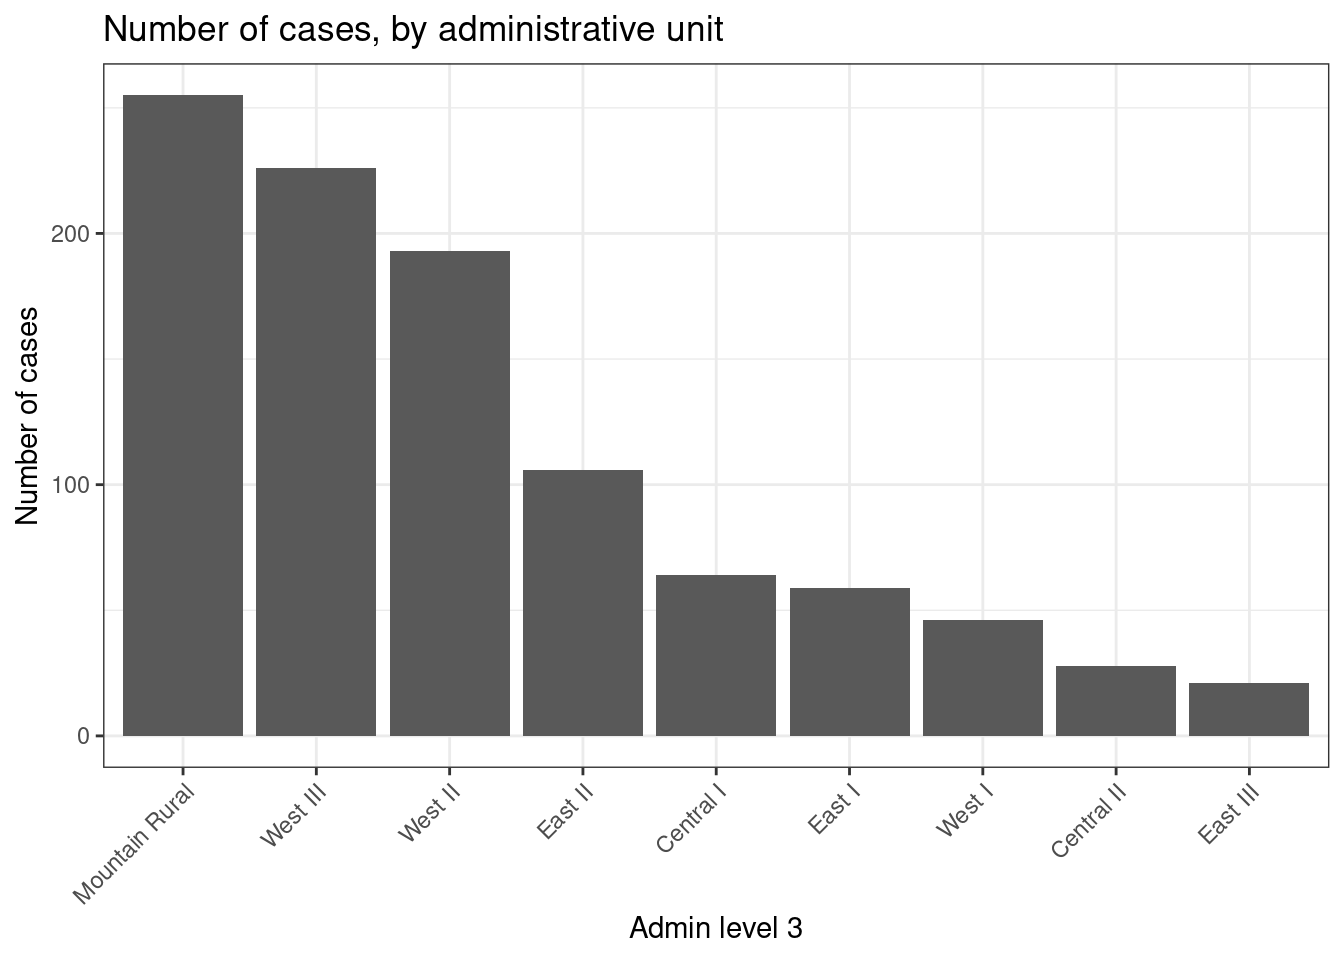 Number of cases, by administrative unit
Number of cases
200
100
0
Mountain Rural
West III
West II
East II
Central I
East I
West I
Central II
East III
Admin level 3